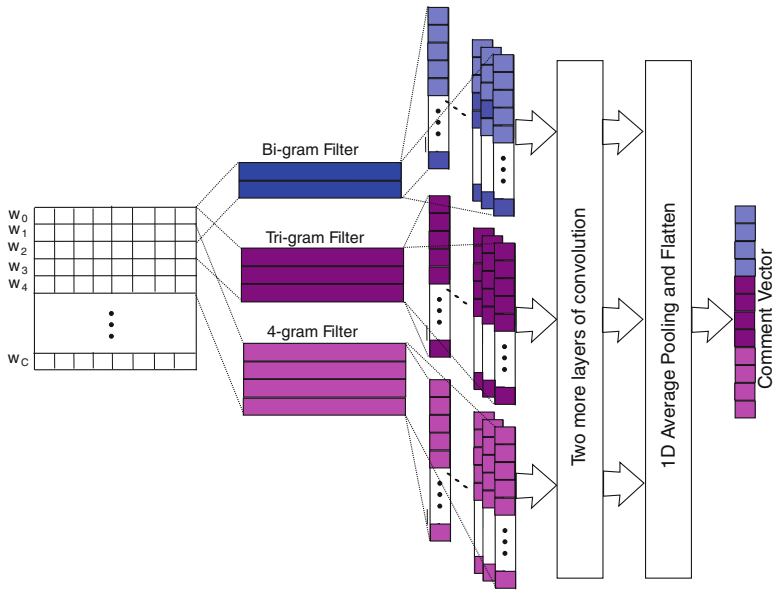 Bi-gram Filter
Tri-gram Filter
4-gram Filter
w0
w1
w2
w3
w4
wC
Two more layers of convolution
1D Average Pooling and Flatten
Comment Vector